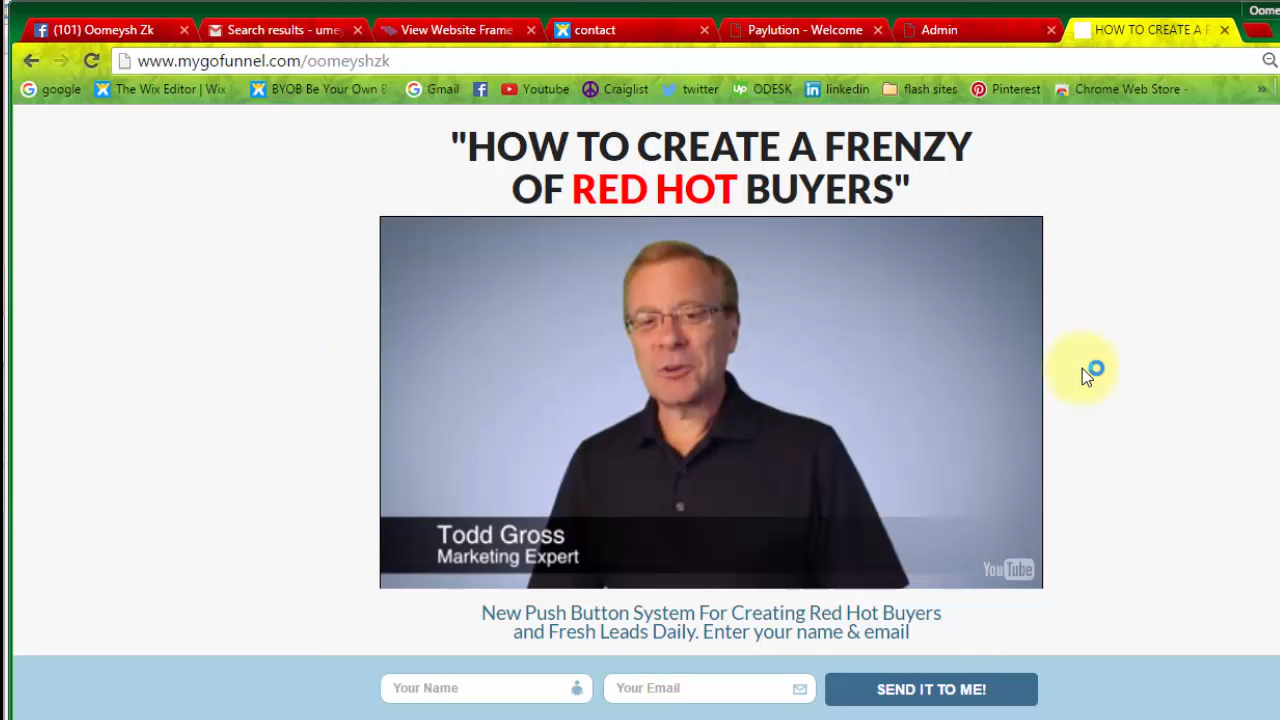 Oome
(101) Oomeysh Zk
Search results - ume
View Website Frame
contact
Paylution - Welcome
Admin
HOW TO CREATE A F
www.mygofunnel.com/oomeyshzk
google
The Wix Editor | Wix
BYOB Be Your Own B
Gmail
Youtube
Craiglist
twitter
Up ODESK
linkedin
flash sites
Pinterest
Chrome Web Store -
"HOW TO CREATE A FRENZY
OF RED HOT BUYERS"
Todd Gross
Marketing Expert
YouTube
New Push Button System For Creating Red Hot Buyers
and Fresh Leads Daily. Enter your name & email
Your Name
Your Email
SEND IT TO ME!